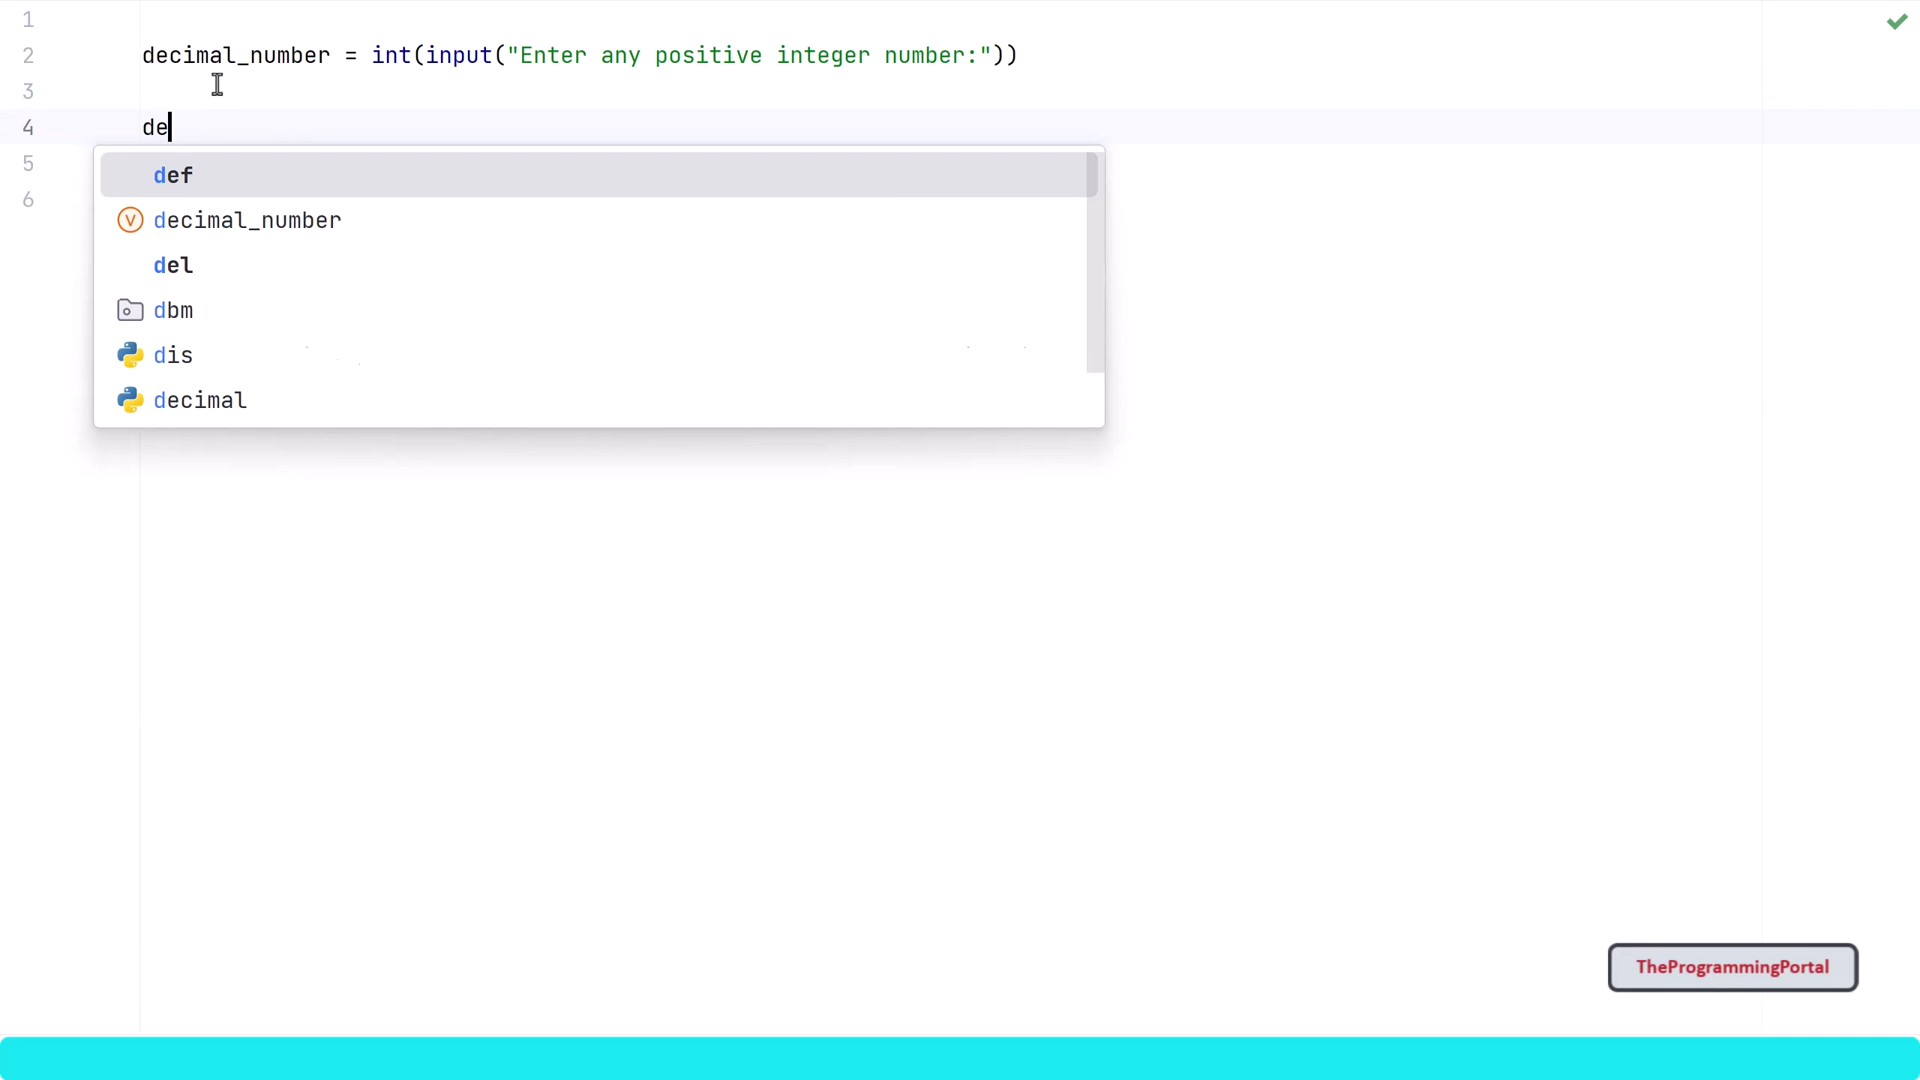 1
2 decimal_number = int(input("Enter any positive integer number:"))
3
4 de
5
6
def
V decimal_number
del
dbm
dis
decimal
TheProgrammingPortal